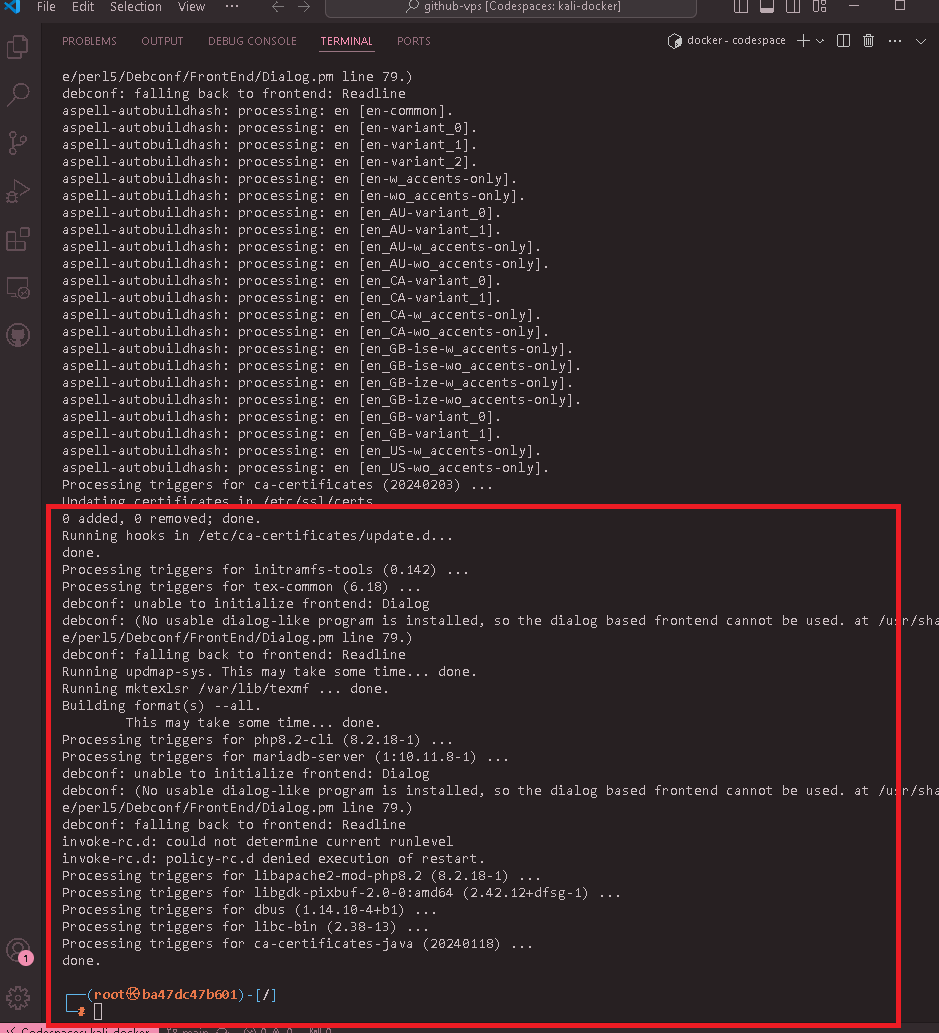 File Edit Selection View ··· github-vps [Codespaces: kali-docker]
PROBLEMS OUTPUT DEBUG CONSOLE TERMINAL PORTS docker - codespace
e/perl5/Debconf/FrontEnd/Dialog.pm line 79.)
debconf: falling back to frontend: Readline
aspell-autobuildhash: processing: en [en-common].
aspell-autobuildhash: processing: en [en-variant_0].
aspell-autobuildhash: processing: en [en-variant_1].
aspell-autobuildhash: processing: en [en-variant_2].
aspell-autobuildhash: processing: en [en-w_accents-only].
aspell-autobuildhash: processing: en [en-wo_accents-only].
aspell-autobuildhash: processing: en [en_AU-variant_0].
aspell-autobuildhash: processing: en [en_AU-variant_1].
aspell-autobuildhash: processing: en [en_AU-w_accents-only].
aspell-autobuildhash: processing: en [en_AU-wo_accents-only].
aspell-autobuildhash: processing: en [en_CA-variant_0].
aspell-autobuildhash: processing: en [en_CA-variant_1].
aspell-autobuildhash: processing: en [en_CA-w_accents-only].
aspell-autobuildhash: processing: en [en_CA-wo_accents-only].
aspell-autobuildhash: processing: en [en_GB-ise-w_accents-only].
aspell-autobuildhash: processing: en [en_GB-ise-wo_accents-only].
aspell-autobuildhash: processing: en [en_GB-ize-w_accents-only].
aspell-autobuildhash: processing: en [en_GB-ize-wo_accents-only].
aspell-autobuildhash: processing: en [en_GB-variant_0].
aspell-autobuildhash: processing: en [en_GB-variant_1].
aspell-autobuildhash: processing: en [en_US-w_accents-only].
aspell-autobuildhash: processing: en [en_US-wo_accents-only].
Processing triggers for ca-certificates (20240203) ...
Updating certificates in /etc/ssl/certs
0 added, 0 removed; done.
Running hooks in /etc/ca-certificates/update.d...
done.
Processing triggers for initramfs-tools (0.142) ...
Processing triggers for tex-common (6.18) ...
debconf: unable to initialize frontend: Dialog
debconf: (No usable dialog-like program is installed, so the dialog based frontend cannot be used. at /usr/sha
e/perl5/Debconf/FrontEnd/Dialog.pm line 79.)
debconf: falling back to frontend: Readline
Running updmap-sys. This may take some time... done.
Running mktexlsr /var/lib/texmf ... done.
Building format(s) --all.
This may take some time... done.
Processing triggers for php8.2-cli (8.2.18-1) ...
Processing triggers for mariadb-server (1:10.11.8-1) ...
debconf: unable to initialize frontend: Dialog
debconf: (No usable dialog-like program is installed, so the dialog based frontend cannot be used. at /usr/sha
e/perl5/Debconf/FrontEnd/Dialog.pm line 79.)
debconf: falling back to frontend: Readline
invoke-rc.d: could not determine current runlevel
invoke-rc.d: policy-rc.d denied execution of restart.
Processing triggers for libapache2-mod-php8.2 (8.2.18-1) ...
Processing triggers for libgdk-pixbuf-2.0-0:amd64 (2.42.12+dfsg-1) ...
Processing triggers for dbus (1.14.10-4+b1) ...
Processing triggers for libc-bin (2.38-13) ...
Processing triggers for ca-certificates-java (20240118) ...
done.
1
┌──(root㉿ba47dc47b601)-[/]
└─#
Codespaces: kali-docker main 0 0 0